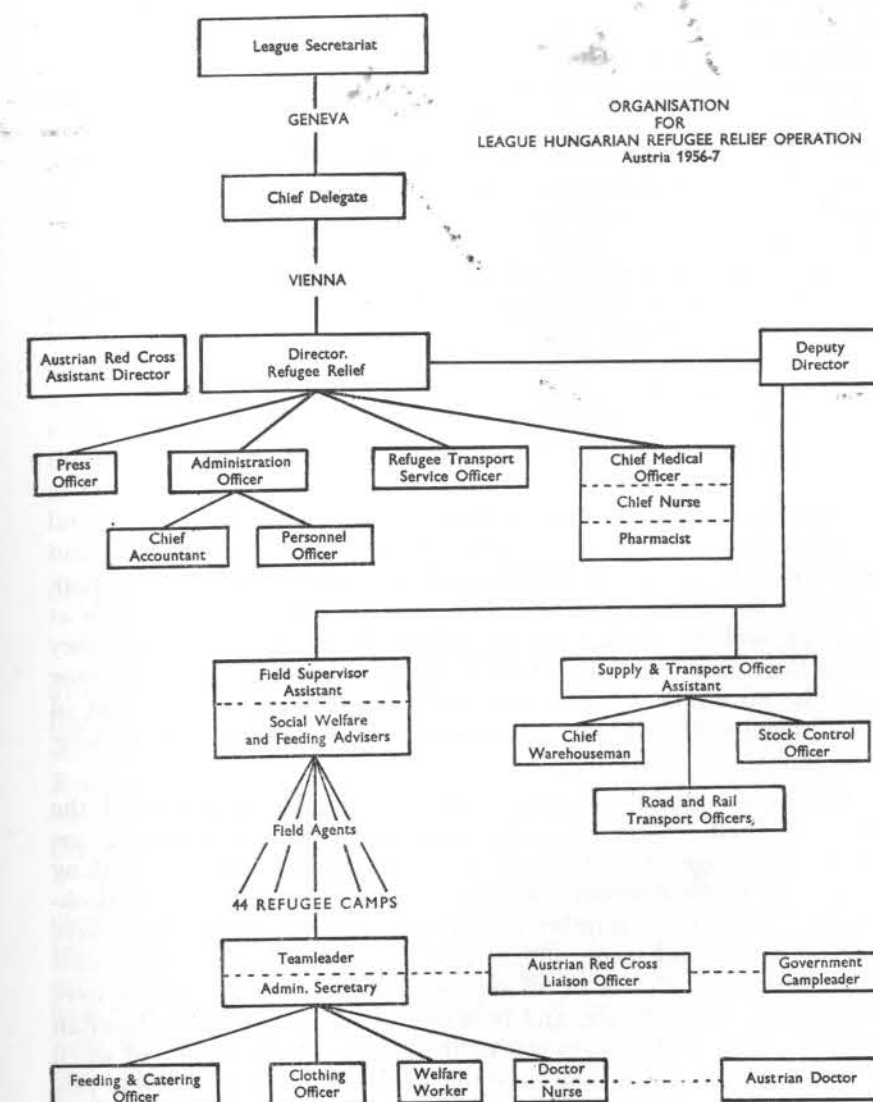 League Secretariat
ORGANISATION
FOR
LEAGUE HUNGARIAN REFUGEE RELIEF OPERATION
Austria 1956-7
GENEVA
Chief Delegate
VIENNA
Austrian Red Cross
Assistant Director
Director.
Refugee Relief
Deputy
Director
Press
Officer
Administration
Officer
Refugee Transport
Service Officer
Chief Medical
Officer
Chief Nurse
Pharmacist
Chief
Accountant
Personnel
Officer
Field Supervisor
Assistant
Social Welfare
and Feeding Advisers
Supply & Transport Officer
Assistant
Chief
Warehouseman
Stock Control
Officer
Road and Rail
Transport Officers,
Field Agents
44 REFUGEE CAMPS
Teamleader
Admin. Secretary
Austrian Red Cross
Liaison Officer
Government
Campleader
Feeding & Catering
Officer
Clothing
Officer
Welfare
Worker
Doctor
Nurse
Austrian Doctor